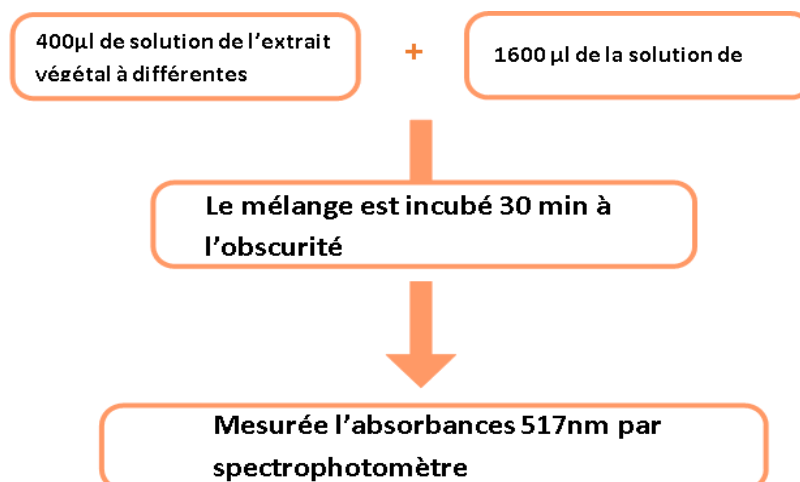 400µl de solution de l'extrait
végétal à différentes
+
1600 µl de la solution de
Le mélange est incubé 30 min à
l'obscurité
Mesurée l'absorbances 517nm par
spectrophotomètre